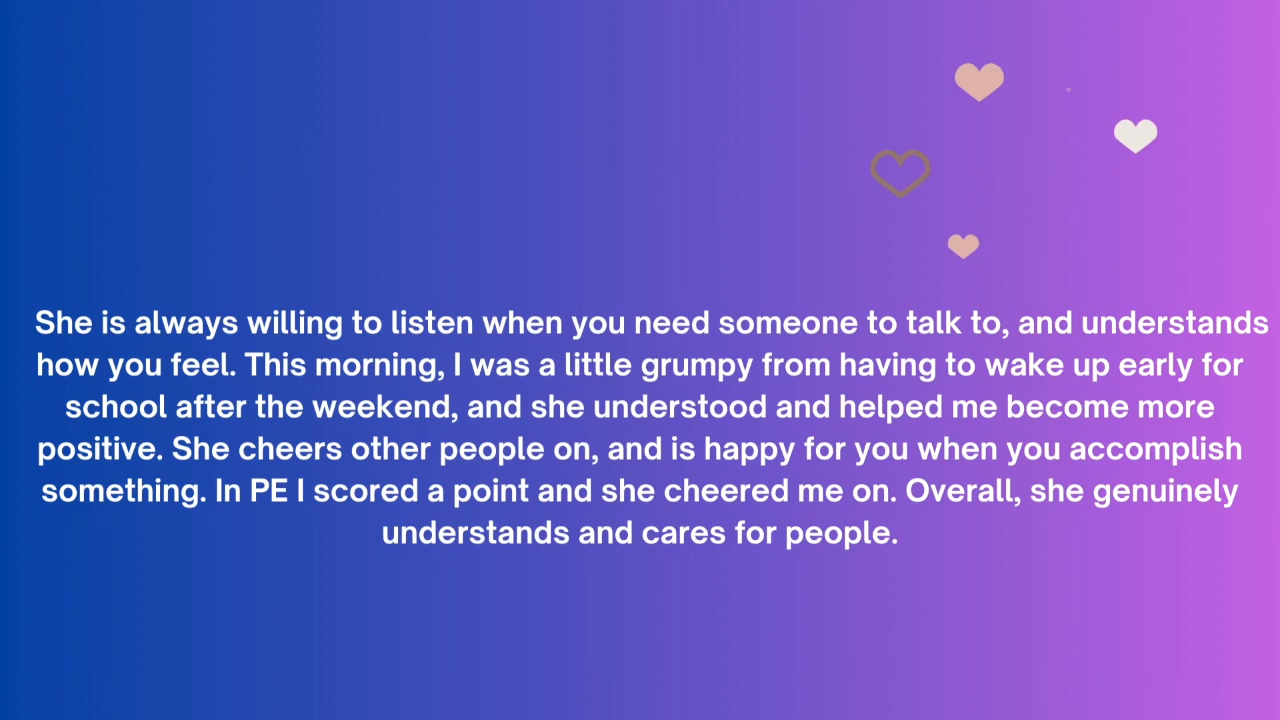 She is always willing to listen when you need someone to talk to, and understands
how you feel. This morning, I was a little grumpy from having to wake up early for
school after the weekend, and she understood and helped me become more
positive. She cheers other people on, and is happy for you when you accomplish
something. In PE I scored a point and she cheered me on. Overall, she genuinely
understands and cares for people.